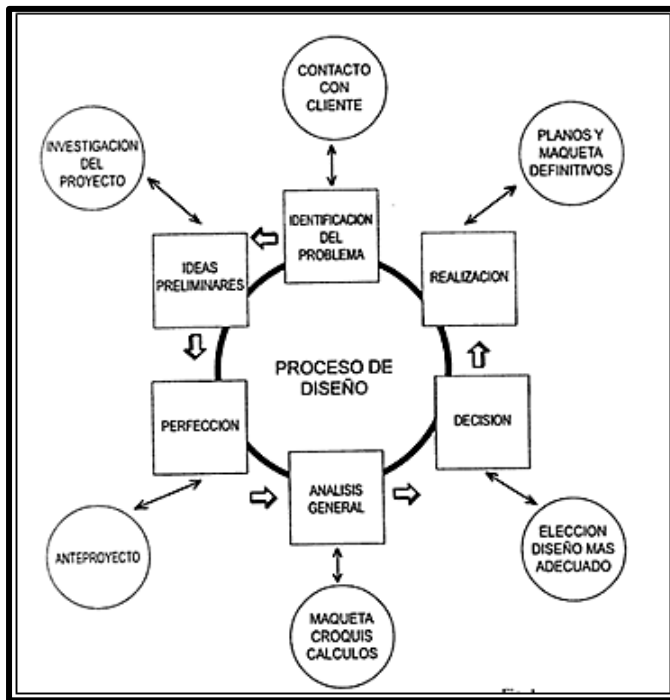 CONTACTO
CON
CLIENTE
INVESTIGACION
DEL
PROYECTO
PLANOS Y
MAQUETA
DEFINITIVOS
IDENTIFICACION
DEL
PROBLEMA
IDEAS
PRELIMINARES
REALIZACION
PROCESO DE
DISEÑO
PERFECCION
DECISION
ANALISIS
GENERAL
ANTEPROYECTO
ELECCION
DISEÑO MAS
ADECUADO
MAQUETA
CROQUIS
CALCULOS